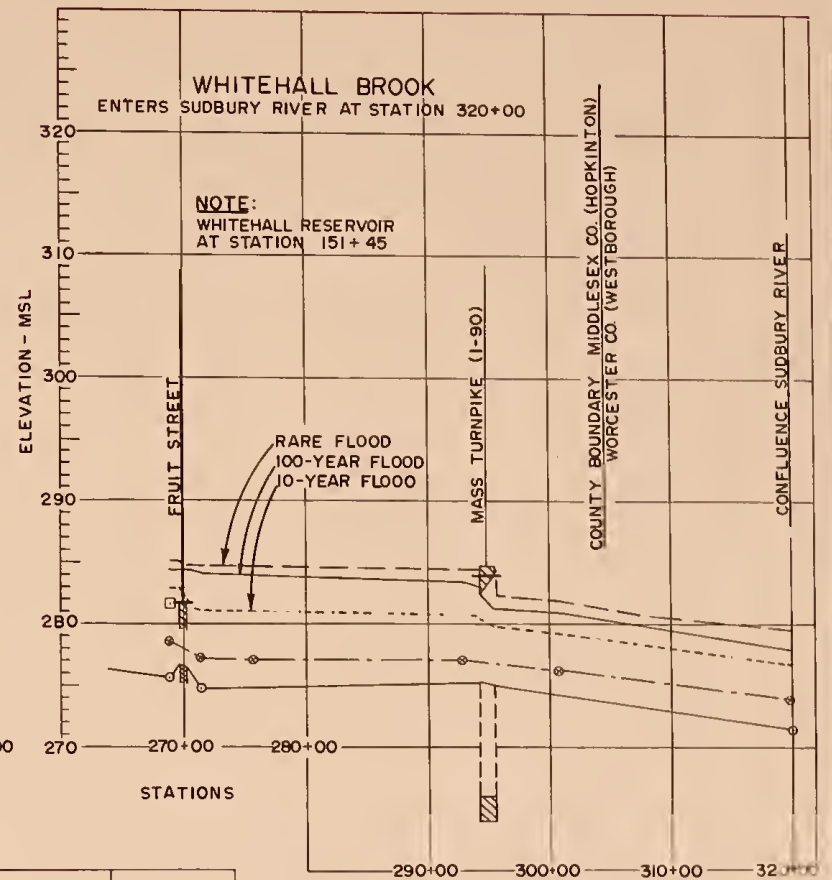 WHITEHALL BROOK
ENTERS SUDBURY RIVER AT STATION 320+00
NOTE:
WHITEHALL RESERVOIR
AT STATION 151+45
ELEVATION - MSL
320
310
300
290
280
270
FRUIT STREET
RARE FLOOD
100-YEAR FLOOD
10-YEAR FLOOD
MASS TURNPIKE (I-90)
COUNTY BOUNDARY MIDDLESEX CO. (HOPKINTON)
WORCESTER CO. (WESTBOROUGH)
CONFLUENCE SUDBURY RIVER
270+00
280+00
STATIONS
290+00
300+00
310+00
320+00